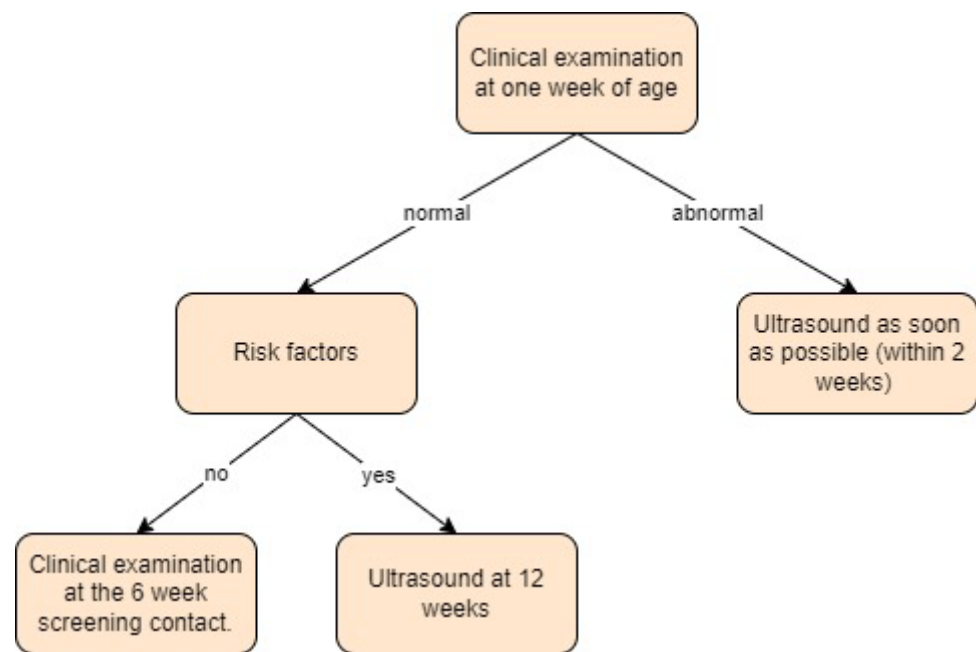 Clinical examination
at one week of age
normal
abnormal
Risk factors
Ultrasound as soon
as possible (within 2
weeks)
no
yes
Clinical examination
at the 6 week
screening contact.
Ultrasound at 12
weeks